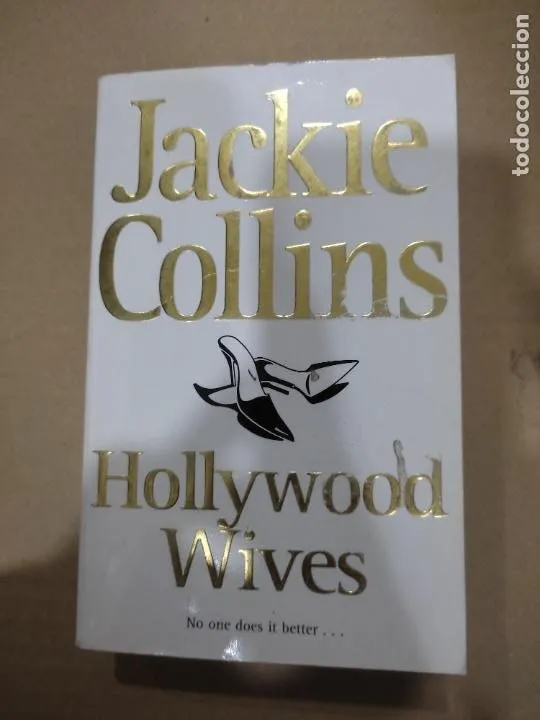 Jackie
Collins
Hollywood
Wives
No one does it better . . .
todocoleccion